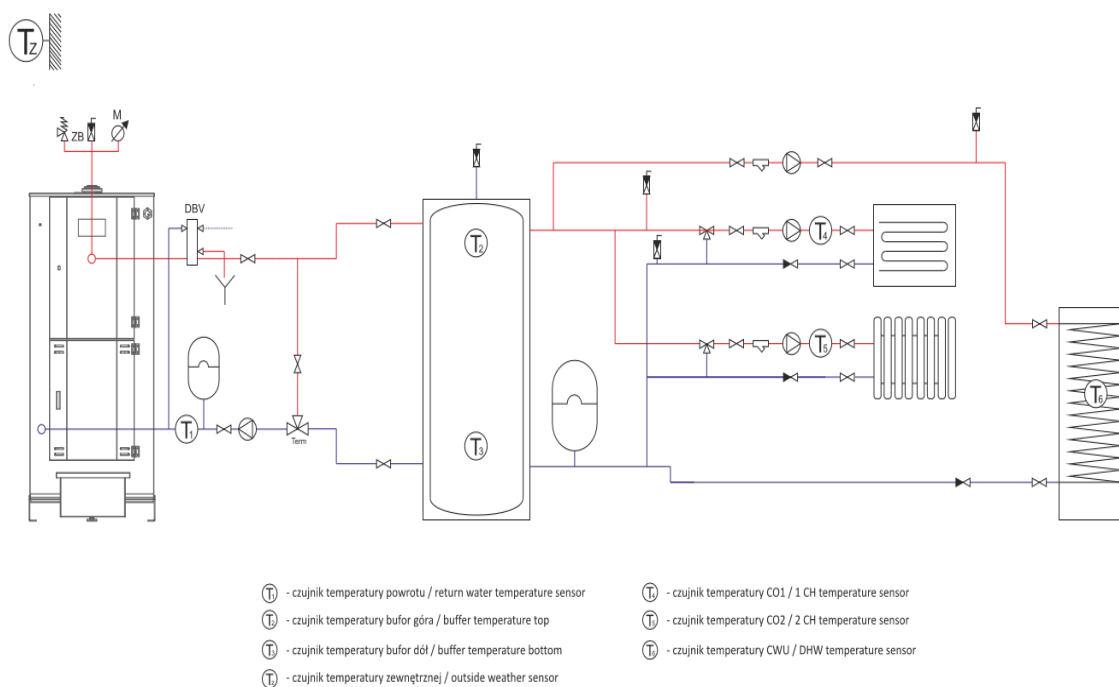 TZ
M
ZB
DBV
T2
T4
T5
T6
T1
Term
T3
T1 - czujnik temperatury powrotu / return water temperature sensor
T2 - czujnik temperatury bufor góra / buffer temperature top
T3 - czujnik temperatury bufor dół / buffer temperature bottom
Tz - czujnik temperatury zewnętrznej / outside weather sensor
T4 - czujnik temperatury CO1 / 1 CH temperature sensor
T5 - czujnik temperatury CO2 / 2 CH temperature sensor
T6 - czujnik temperatury CWU / DHW temperature sensor